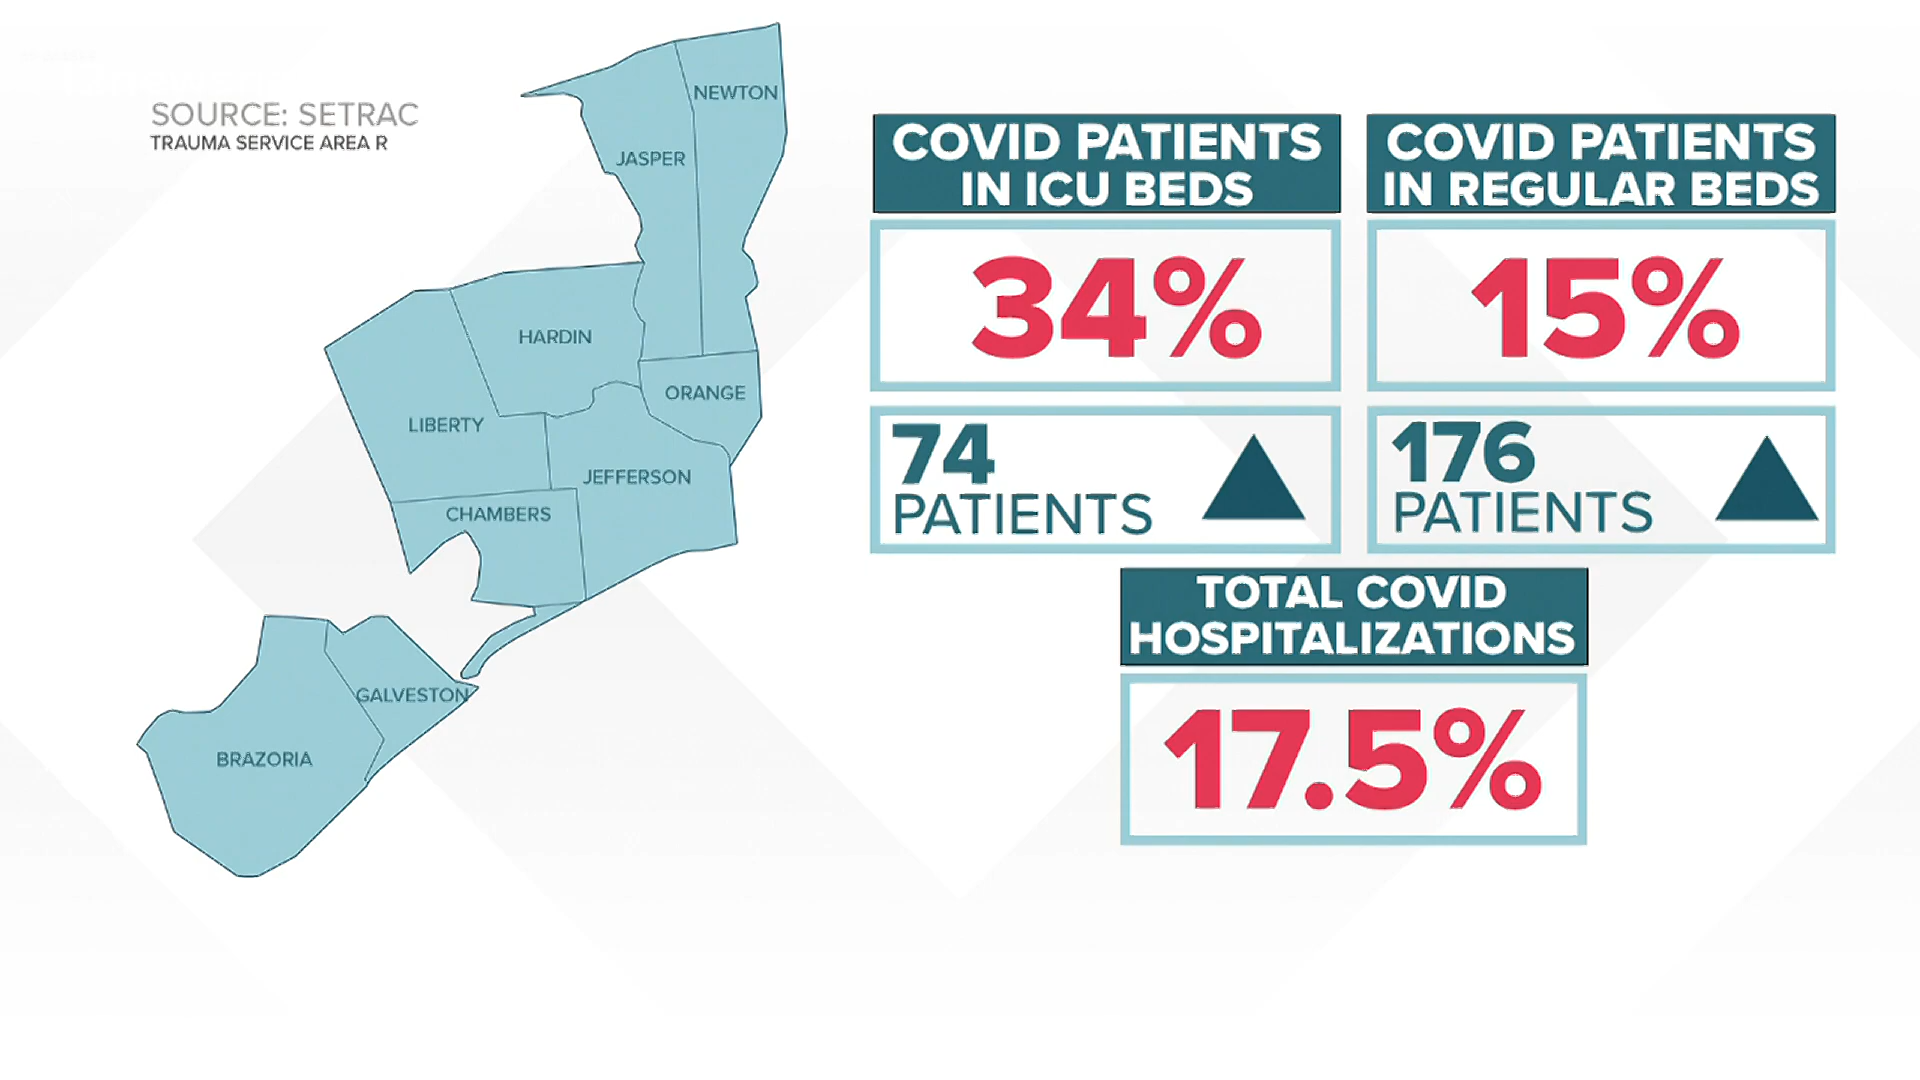 SOURCE: SETRAC
TRAUMA SERVICE AREA R
NEWTON
JASPER
HARDIN
ORANGE
LIBERTY
JEFFERSON
CHAMBERS
GALVESTON
BRAZORIA
COVID PATIENTS
IN ICU BEDS
34%
74
PATIENTS
COVID PATIENTS
IN REGULAR BEDS
15%
176
PATIENTS
TOTAL COVID
HOSPITALIZATIONS
17.5%